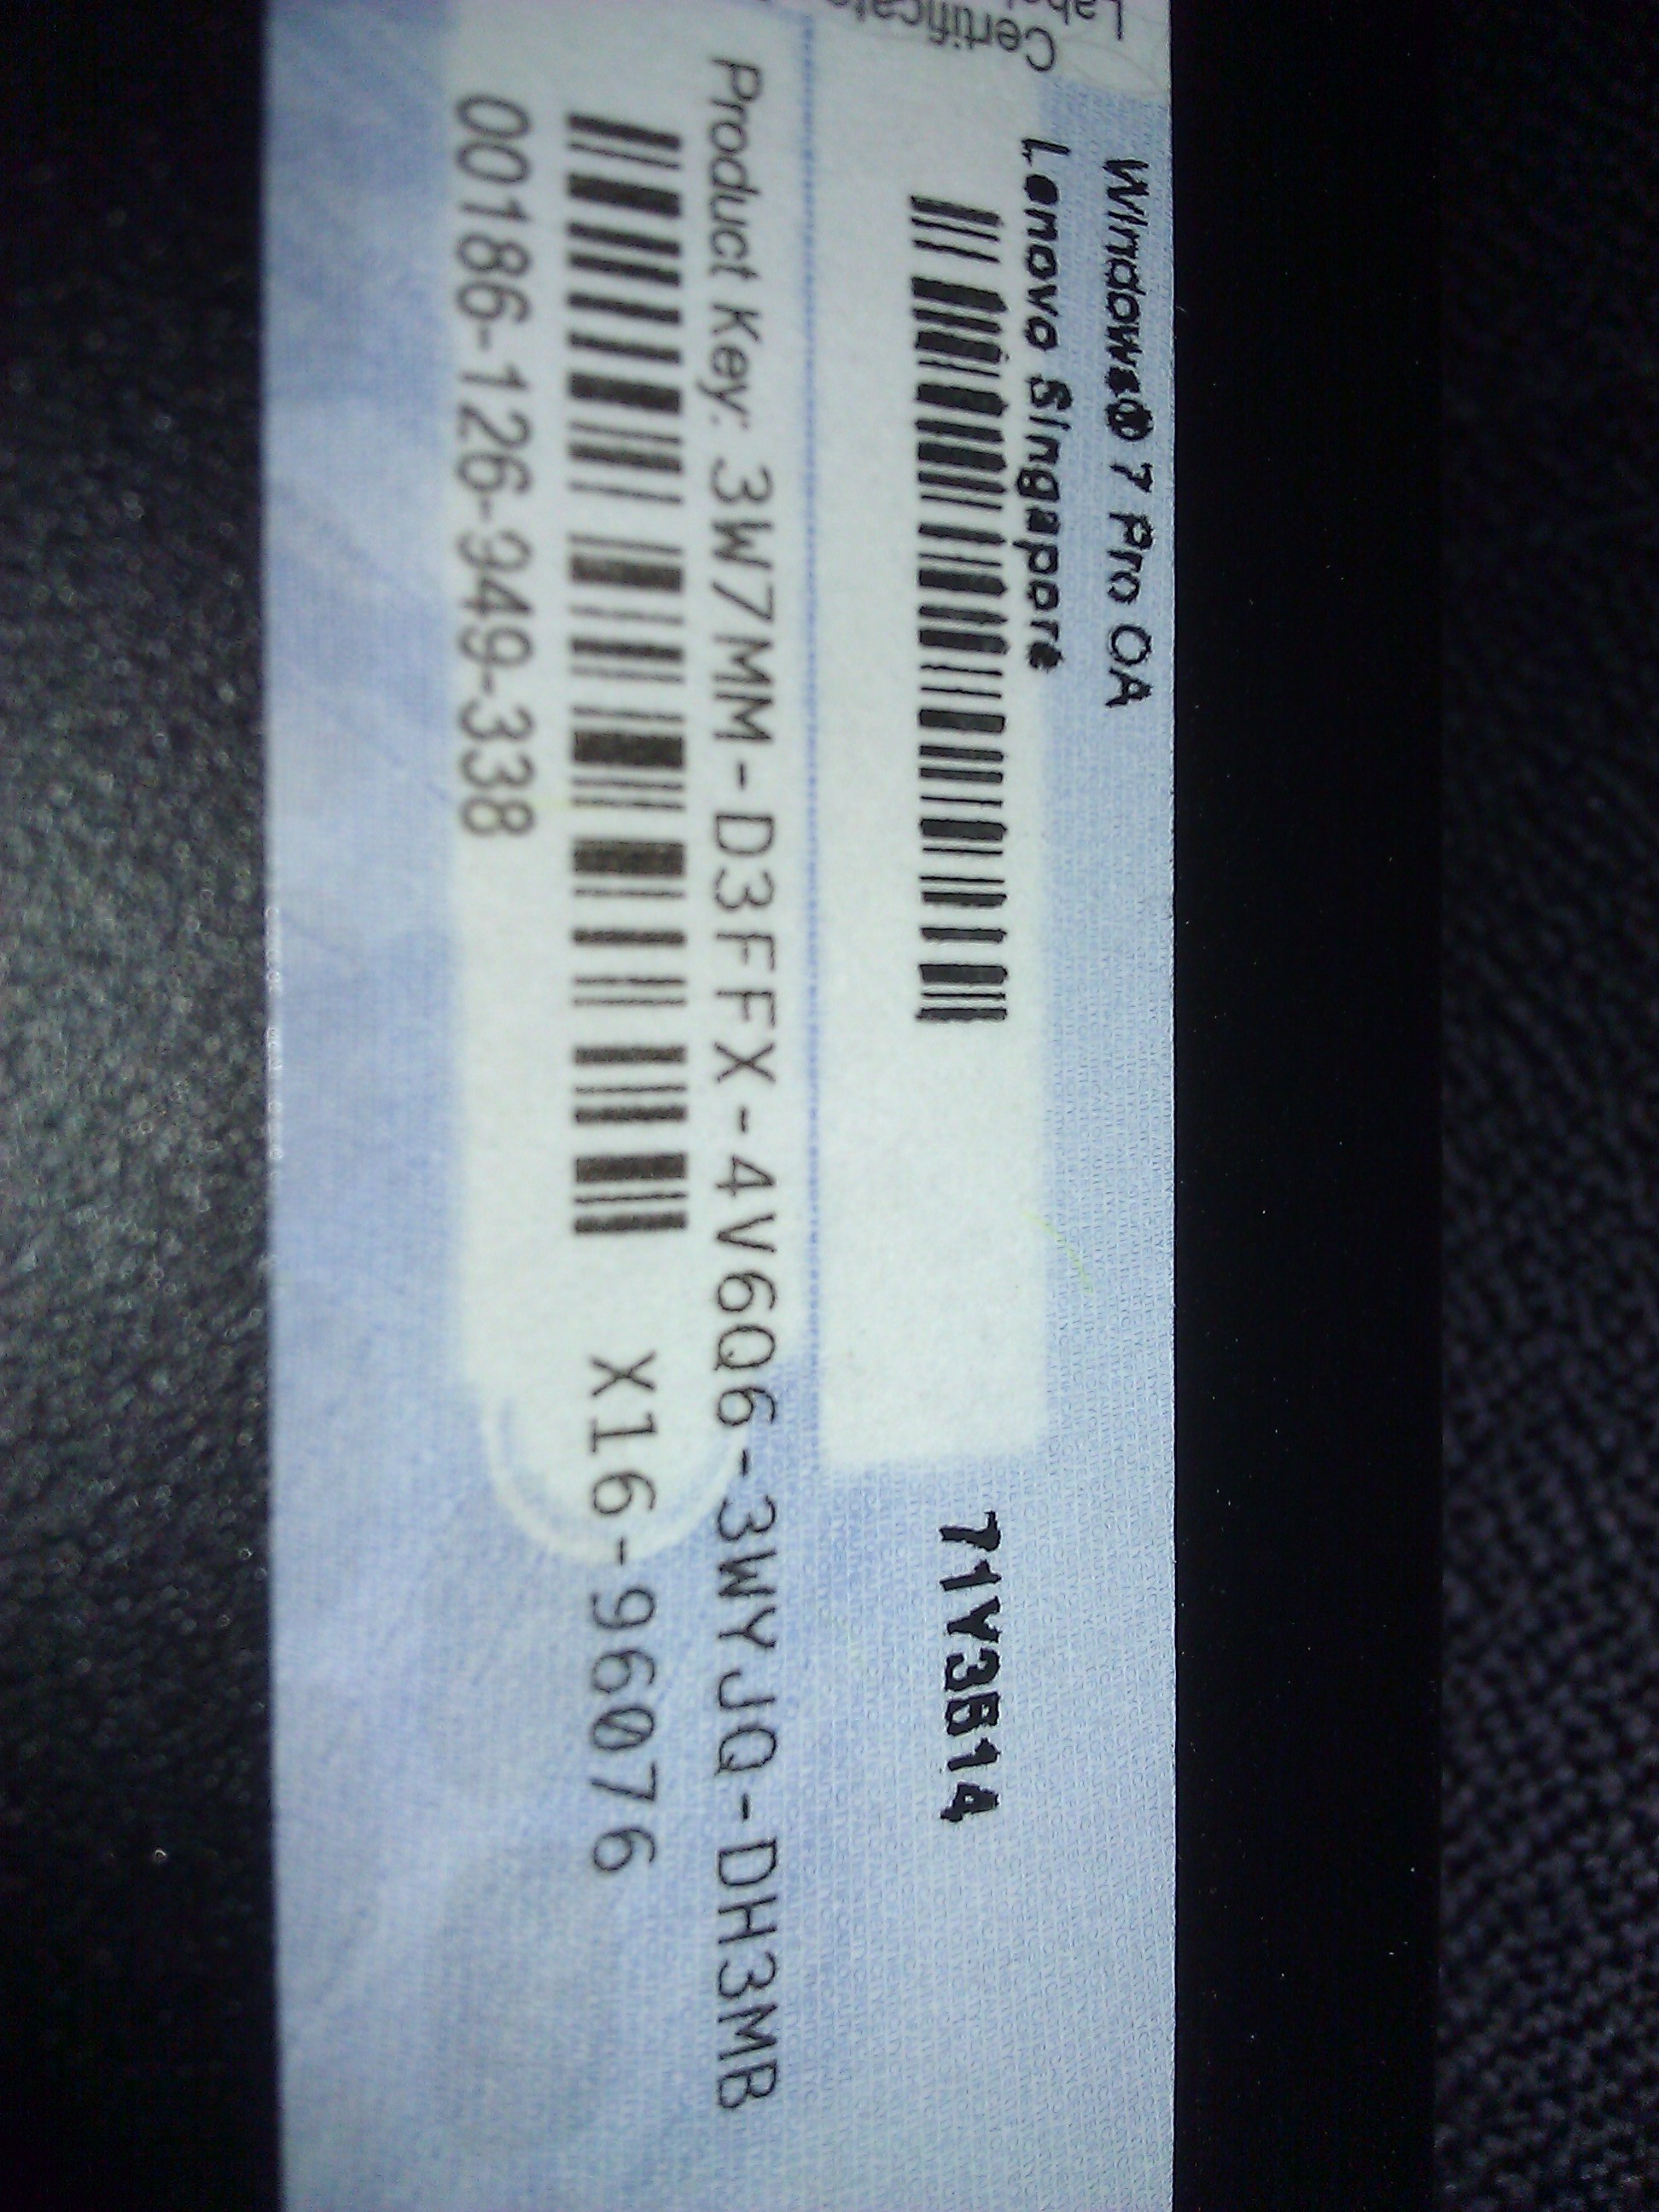 Windows® 7 Pro OA
Lenovo Singapore
71Y3B14
Product Key: 3W7MM-D3FFX-4V6Q6-3WYJQ-DH3MB
X16-96076
00186-126-949-338
Certificate